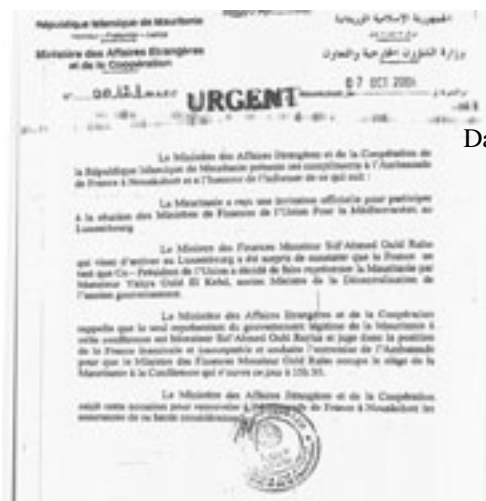 République Islamique de Mauritanie
Honneur - Fraternité - Justice
Ministère des Affaires Etrangères
et de la Coopération
الجمهورية الإسلامية الموريتانية
وزارة الشؤون الخارجية والتعاون
URGENT
07 OCT 2008
Da
Le Ministère des Affaires Etrangères et de la Coopération de
la République Islamique de Mauritanie présente ses compliments à l'Ambassade
de France à Nouakchott et a l'honneur de l'informer de ce qui suit :
La Mauritanie a reçu une invitation officielle pour participer
à la réunion des Ministres de Finances de l'Union Pour la Méditerranée, au
Luxembourg
Le Ministre des Finances Monsieur Sid'Ahmed Ould Raiss
qui vient d'arriver au Luxembourg a été surpris de constater que la France en
tant que Co - Président de l'Union a décidé de faire représenter la Mauritanie par
Monsieur Yahya Ould El Kebd, ancien Ministre de la Décentralisation de
l'ancien gouvernement.
Le Ministère des Affaires Etrangères et de la Coopération
rappelle que le seul représentant du gouvernement légitime de la Mauritanie à
cette conférence est Monsieur Sid'Ahmed Ould Raiss et juge dans la position
de la France inamicale et inacceptable et souhaite l'intervention de l'Ambassade
pour que le Ministre des Finances Monsieur Ould Raiss occupe le siège de la
Mauritanie à la Conférence qui s'ouvre ce jour à 15h30.
Le Ministère des Affaires Etrangères et de la Coopération
saisit cette occasion pour renouveler à l'Ambassade de France à Nouakchott les
assurances de sa haute considération